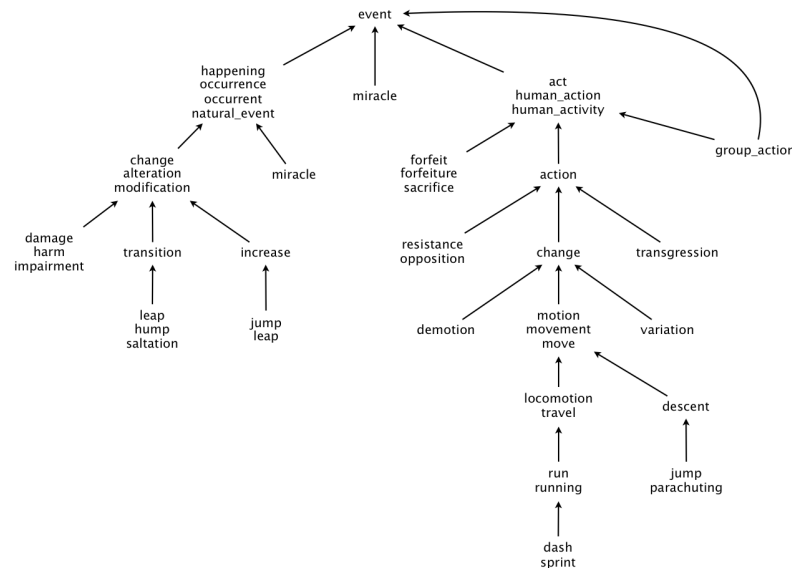 event
happening
occurrence
occurrent
natural_event
miracle
act
human_action
human_activity
group_action
change
alteration
modification
miracle
forfeit
forfeiture
sacrifice
action
damage
harm
impairment
transition
increase
resistance
opposition
change
transgression
leap
hump
saltation
jump
leap
demotion
motion
movement
move
variation
locomotion
travel
descent
run
running
jump
parachuting
dash
sprint